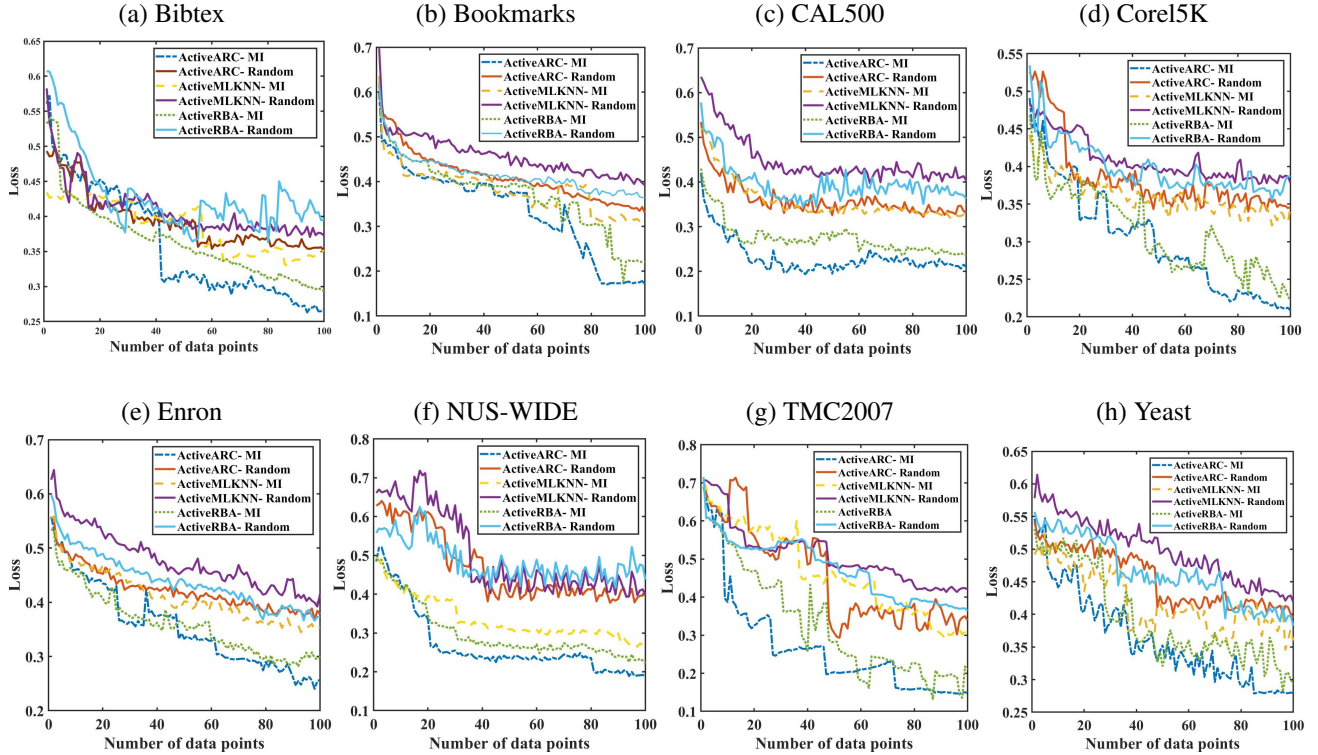 (a) Bibtex
(b) Bookmarks
(c) CAL500
(d) Corel5K
0.65
0.6
0.55
0.5
0.45
0.4
0.35
0.3
0.25
Loss
ActiveARC- MI
ActiveARC- Random
ActiveMLKNN- MI
ActiveMLKNN- Random
ActiveRBA- MI
ActiveRBA- Random
0 20 40 60 80 100
Number of data points
0.7
0.6
0.5
0.4
0.3
0.2
0.1
Loss
ActiveARC- MI
ActiveARC- Random
ActiveMLKNN- MI
ActiveMLKNN- Random
ActiveRBA- MI
ActiveRBA- Random
0 20 40 60 80 100
Number of data points
0.7
0.6
0.5
0.4
0.3
0.2
0.1
Loss
ActiveARC- MI
ActiveARC- Random
ActiveMLKNN- MI
ActiveMLKNN- Random
ActiveRBA- MI
ActiveRBA- Random
0 20 40 60 80 100
Number of data points
0.55
0.5
0.45
0.4
0.35
0.3
0.25
0.2
Loss
ActiveARC- MI
ActiveARC- Random
ActiveMLKNN- MI
ActiveMLKNN- Random
ActiveRBA- MI
ActiveRBA- Random
0 20 40 60 80 100
Number of data points
(e) Enron
(f) NUS-WIDE
(g) TMC2007
(h) Yeast
0.7
0.6
0.5
0.4
0.3
0.2
Loss
ActiveARC- MI
ActiveARC- Random
ActiveMLKNN- MI
ActiveMLKNN- Random
ActiveRBA- MI
ActiveRBA- Random
0 20 40 60 80 100
Number of data points
0.8
0.7
0.6
0.5
0.4
0.3
0.2
0.1
Loss
ActiveARC- MI
ActiveARC- Random
ActiveMLKNN- MI
ActiveMLKNN- Random
ActiveRBA- MI
ActiveRBA- Random
0 20 40 60 80 100
Number of data points
0.8
0.7
0.6
0.5
0.4
0.3
0.2
0.1
Loss
ActiveARC- MI
ActiveARC- Random
ActiveMLKNN- MI
ActiveMLKNN- Random
ActiveRBA
ActiveRBA- Random
0 20 40 60 80 100
Number of data points
0.65
0.6
0.55
0.5
0.45
0.4
0.35
0.3
0.25
Loss
ActiveARC- MI
ActiveARC- Random
ActiveMLKNN- MI
ActiveMLKNN- Random
ActiveRBA- MI
ActiveRBA- Random
0 20 40 60 80 100
Number of data points